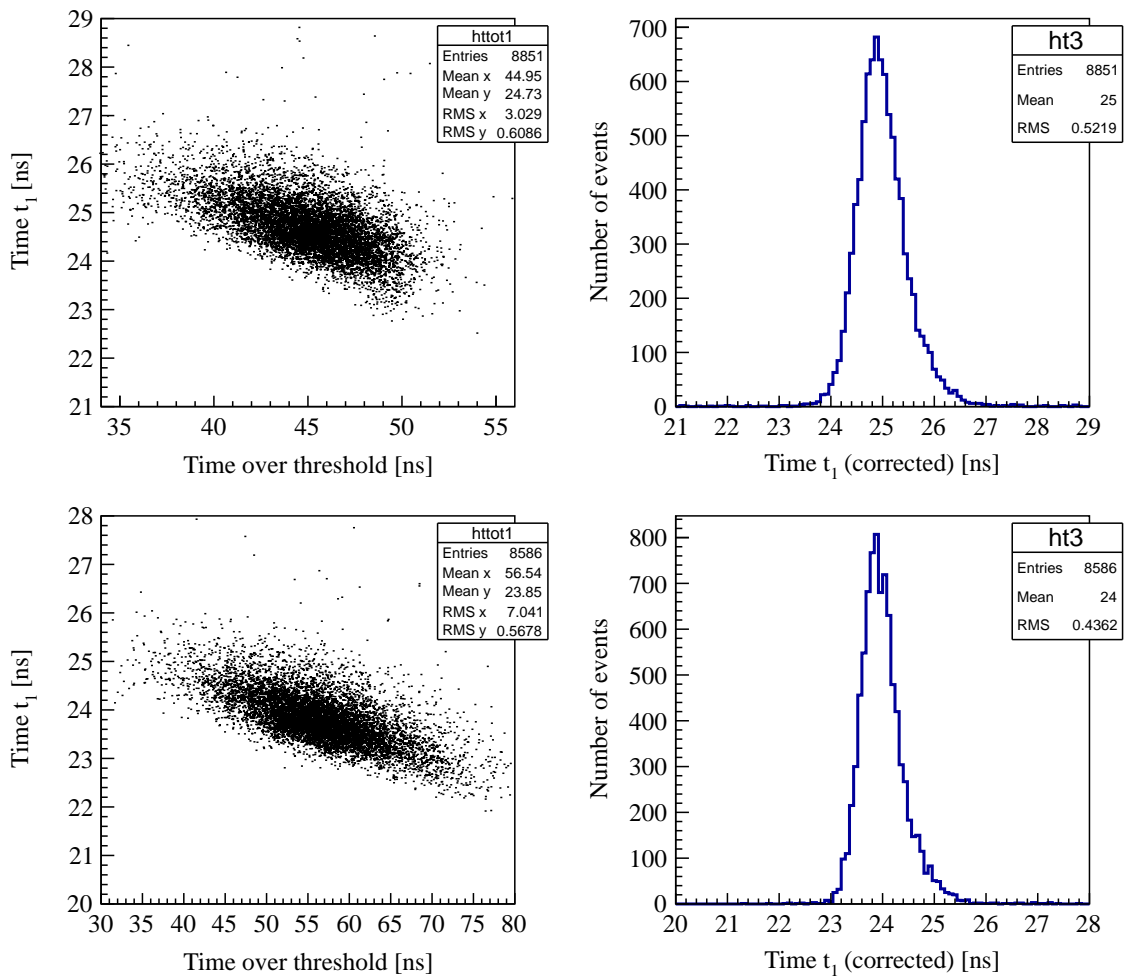 httot1
Entries 8851
Mean x 44.95
Mean y 24.73
RMS x 3.029
RMS y 0.6086
29
28
27
26
25
24
23
22
21
Time t1 [ns]
35 40 45 50 55
Time over threshold [ns]
ht3
Entries 8851
Mean 25
RMS 0.5219
700
600
500
400
300
200
100
0
Number of events
21 22 23 24 25 26 27 28 29
Time t1 (corrected) [ns]
httot1
Entries 8586
Mean x 56.54
Mean y 23.85
RMS x 7.041
RMS y 0.5678
28
27
26
25
24
23
22
21
20
Time t1 [ns]
30 35 40 45 50 55 60 65 70 75 80
Time over threshold [ns]
ht3
Entries 8586
Mean 24
RMS 0.4362
800
700
600
500
400
300
200
100
0
Number of events
20 21 22 23 24 25 26 27 28
Time t1 (corrected) [ns]